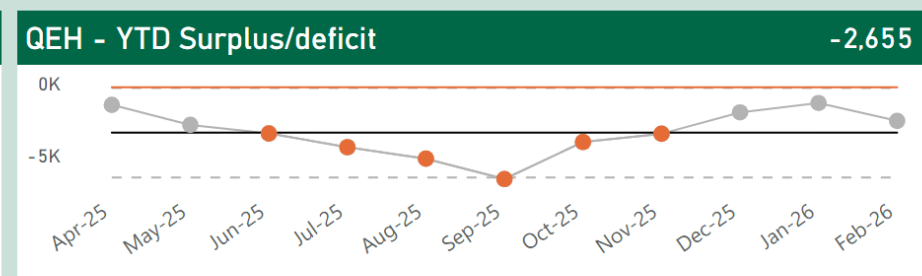 QEH - YTD Surplus/deficit -2,655
0K
-5K
Apr-25 May-25 Jun-25 Jul-25 Aug-25 Sep-25 Oct-25 Nov-25 Dec-25 Jan-26 Feb-26